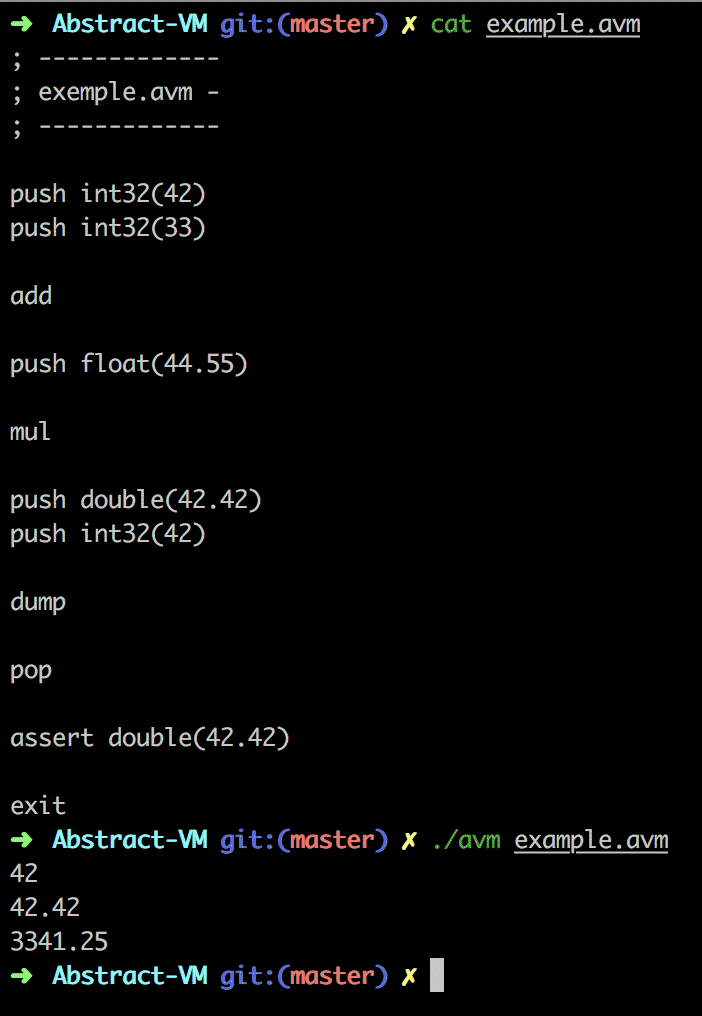 ➜ Abstract-VM git:(master) ✗ cat example.avm
; -------------
; exemple.avm -
; -------------
push int32(42)
push int32(33)
add
push float(44.55)
mul
push double(42.42)
push int32(42)
dump
pop
assert double(42.42)
exit
➜ Abstract-VM git:(master) ✗ ./avm example.avm
42
42.42
3341.25
➜ Abstract-VM git:(master) ✗